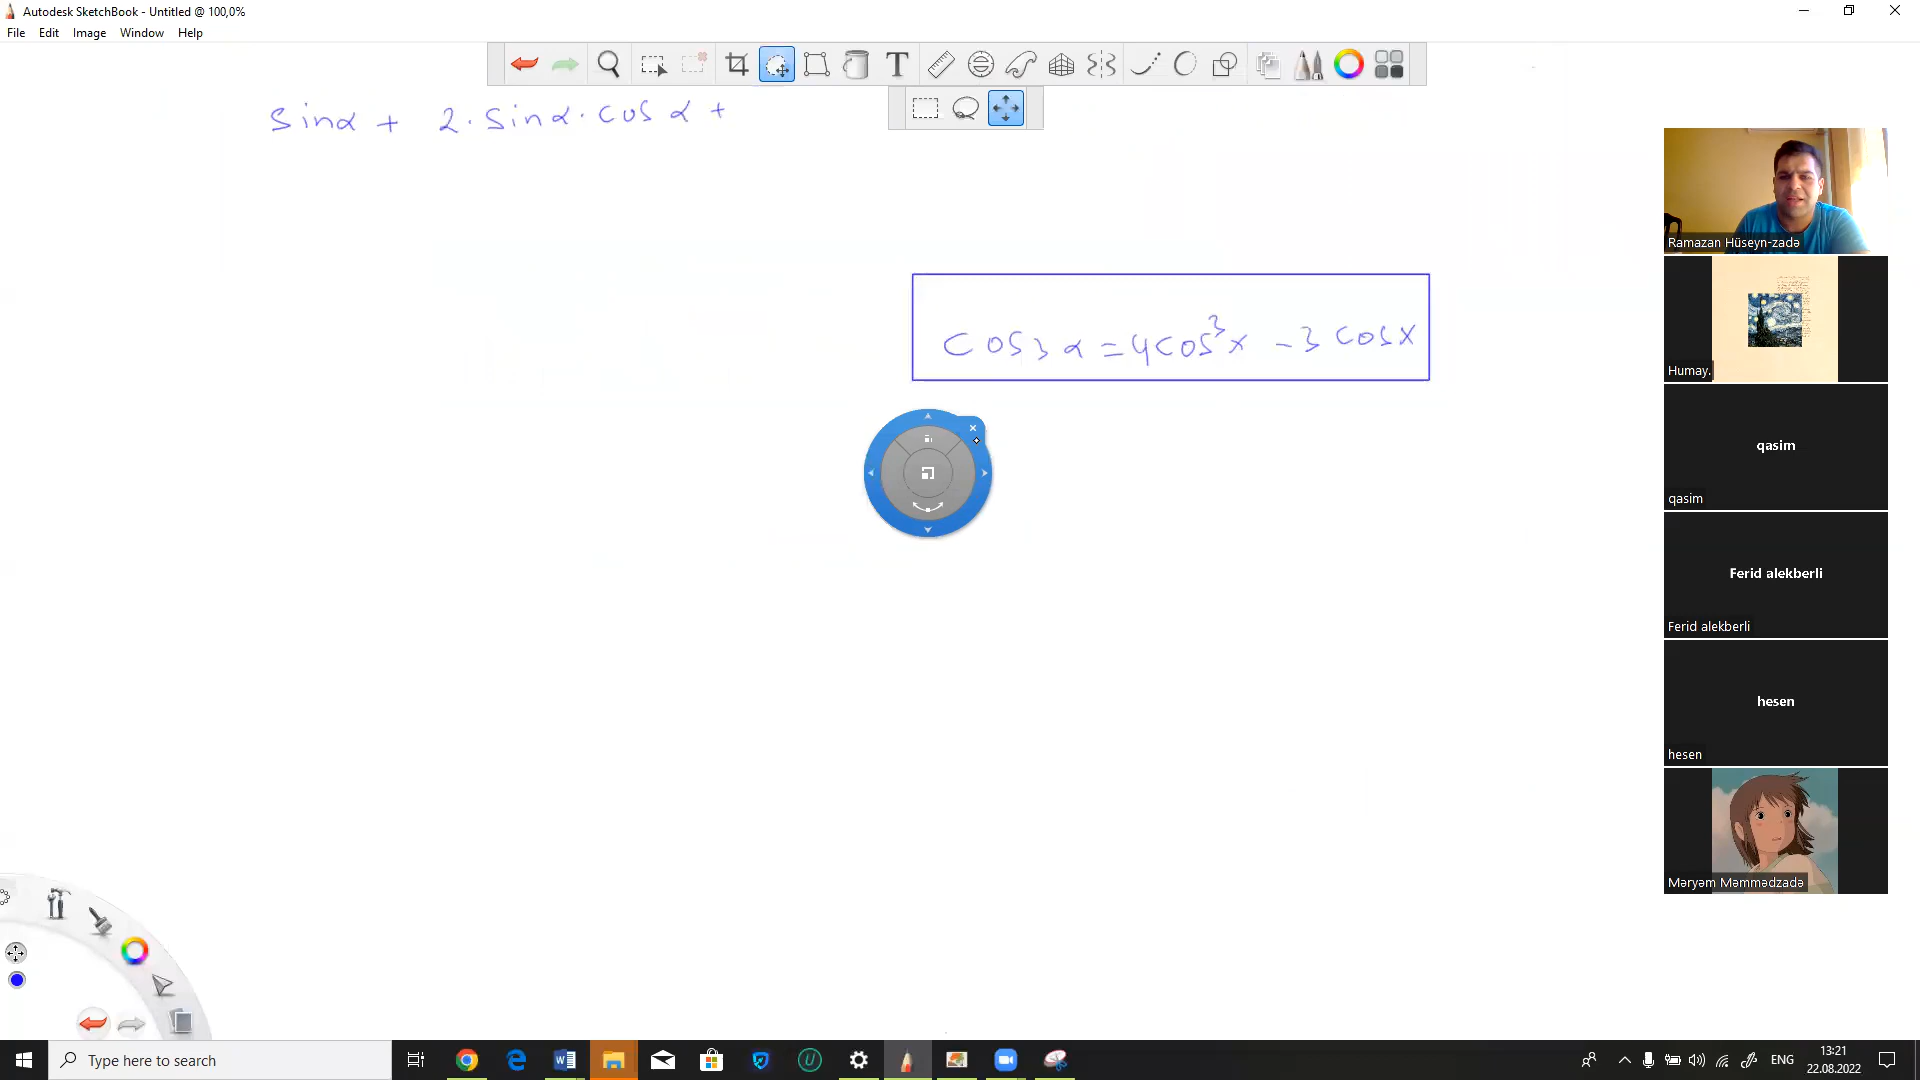 Autodesk SketchBook - Untitled @ 100,0%
File Edit Image Window Help
sinα + 2·sinα·cosα +
cos3α = 4cos³x - 3cosx
Ramazan Hüseyn-zadə
Humay.
qasim
qasim
Ferid alekberli
Ferid alekberli
hesen
hesen
Məryəm Məmmədzadə
Type here to search
ENG
13:21
22.08.2022